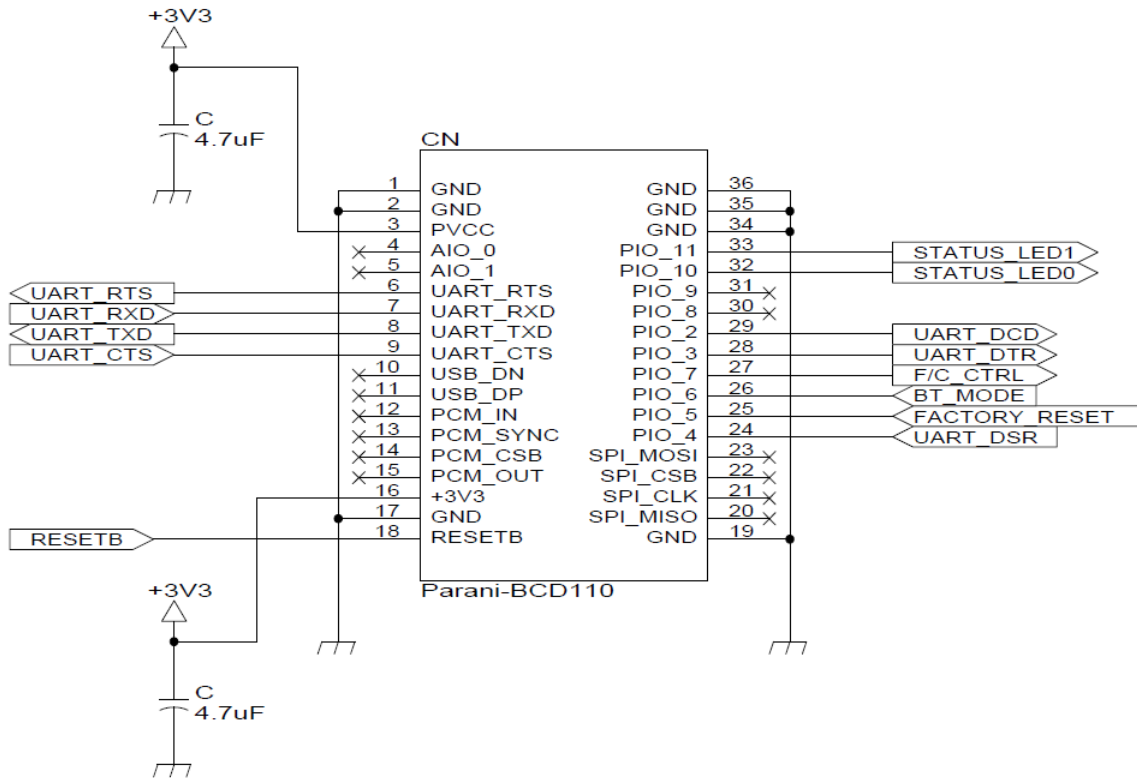 +3V3
C
4.7uF
CN
1 GND GND 36
2 GND GND 35
3 PVCC GND 34
4 AIO_0 PIO_11 33 STATUS_LED1
5 AIO_1 PIO_10 32 STATUS_LED0
UART_RTS 6 UART_RTS PIO_9 31
UART_RXD 7 UART_RXD PIO_8 30
UART_TXD 8 UART_TXD PIO_2 29 UART_DCD
UART_CTS 9 UART_CTS PIO_3 28 UART_DTR
10 USB_DN PIO_7 27 F/C_CTRL
11 USB_DP PIO_6 26 BT_MODE
12 PCM_IN PIO_5 25 FACTORY_RESET
13 PCM_SYNC PIO_4 24 UART_DSR
14 PCM_CSB SPI_MOSI 23
15 PCM_OUT SPI_CSB 22
16 +3V3 SPI_CLK 21
17 GND SPI_MISO 20
RESETB 18 RESETB GND 19
Parani-BCD110
+3V3
C
4.7uF